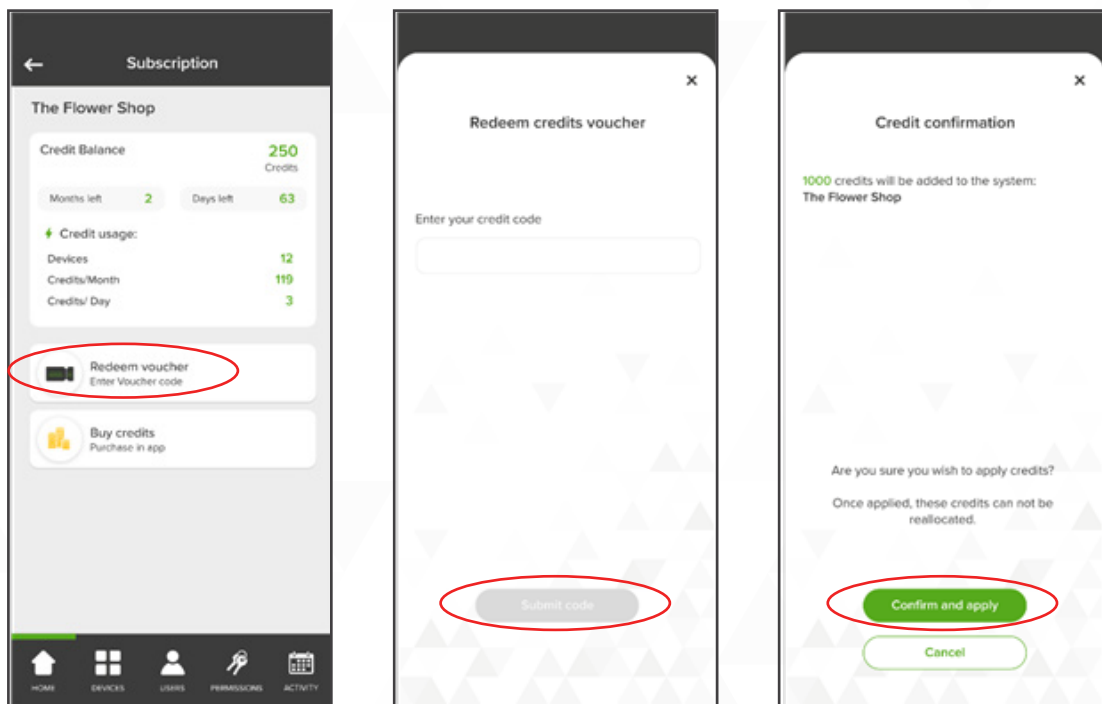 Subscription
The Flower Shop
Credit Balance
250
Credits
Months left 2 Days left 63
Credit usage:
Devices 12
Credits/Month 119
Credits/ Day 3
Redeem voucher
Enter Voucher code
Buy credits
Purchase in app
HOME DEVICES USERS PERMISSIONS ACTIVITY
Redeem credits voucher
Enter your credit code
Submit code
Credit confirmation
1000 credits will be added to the system:
The Flower Shop
Are you sure you wish to apply credits?
Once applied, these credits can not be
reallocated.
Confirm and apply
Cancel